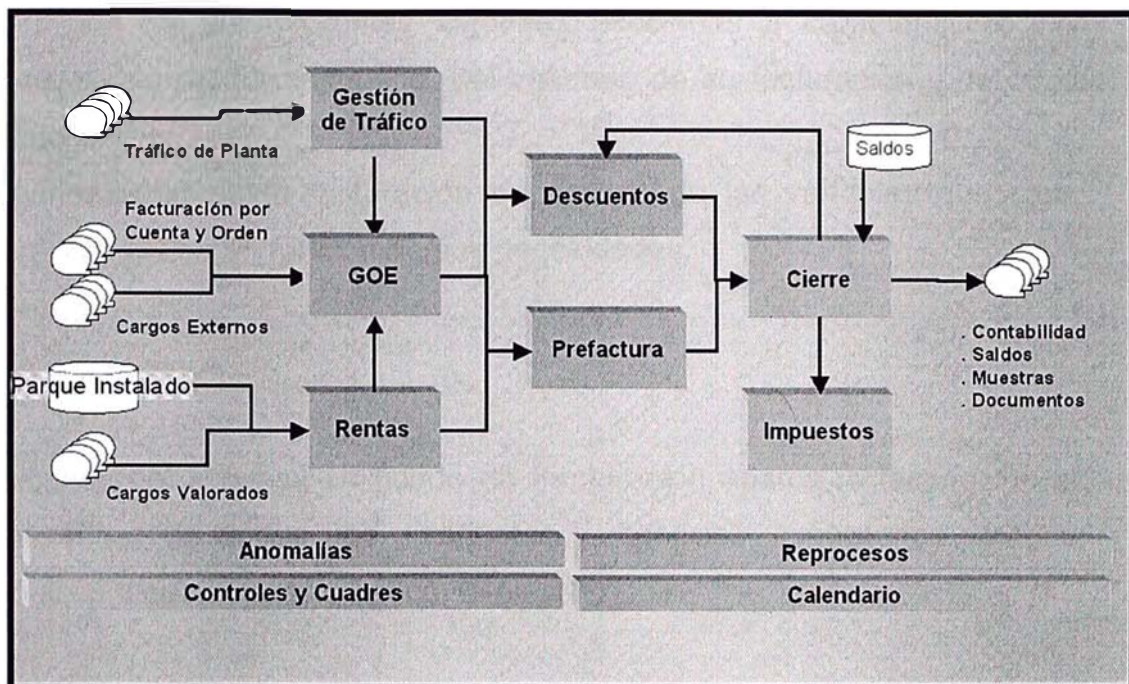 Gestión
de Tráfico
Tráfico de Planta
Saldos
Descuentos
Facturación por
Cuenta y Orden
GOE
Cierre
Cargos Externos
Prefactura
. Contabilidad
. Saldos
. Muestras
. Documentos
Parque Instalado
Rentas
Impuestos
Cargos Valorados
Anomalías
Reprocesos
Controles y Cuadres
Calendario